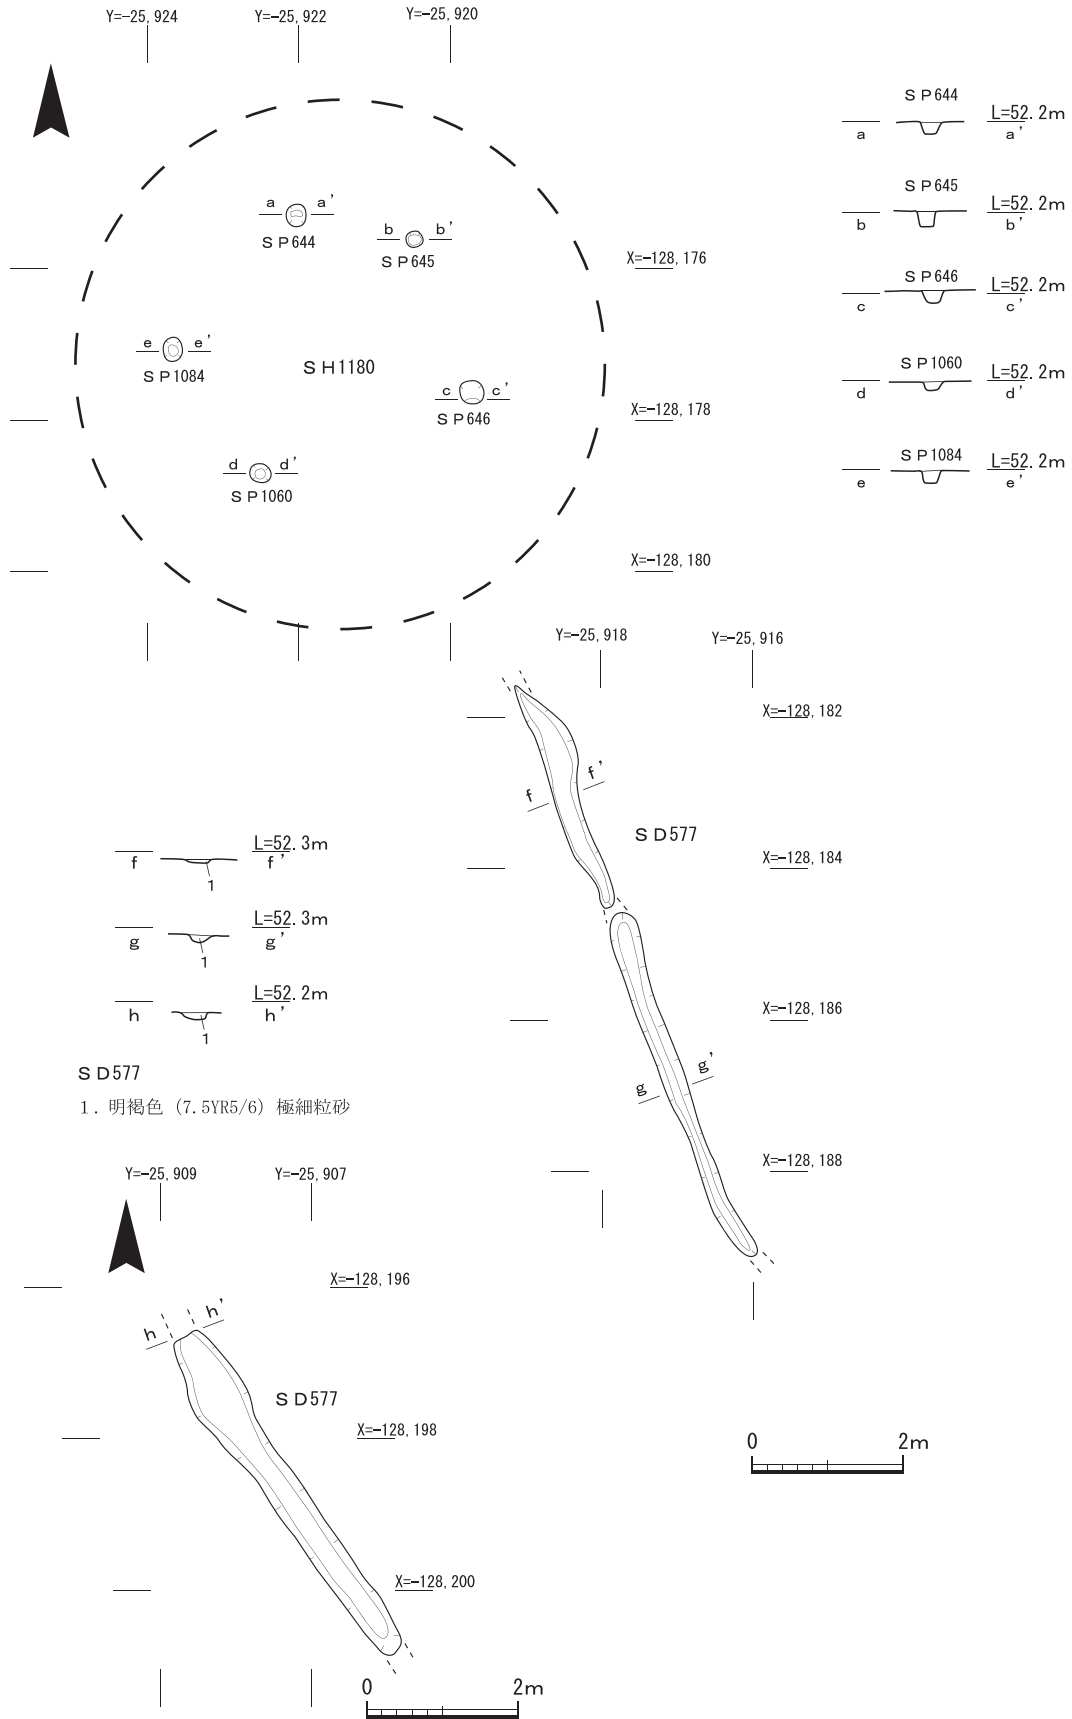 Y=-25,924
Y=-25,922
Y=-25,920
a a'
SP644
b b'
SP645
X=-128,176
e e'
SP1084
SH1180
c c'
SP646
X=-128,178
d d'
SP1060
X=-128,180
SP644
L=52.2m
a a'
SP645
L=52.2m
b b'
SP646
L=52.2m
c c'
SP1060
L=52.2m
d d'
SP1084
L=52.2m
e e'
Y=-25,918
Y=-25,916
X=-128,182
f f'
SD577
X=-128,184
X=-128,186
g g'
X=-128,188
L=52.3m
f f'
1
L=52.3m
g g'
1
L=52.2m
h h'
1
SD577
1. 明褐色 (7.5YR5/6) 極細粒砂
Y=-25,909
Y=-25,907
X=-128,196
h h'
SD577
X=-128,198
X=-128,200
0 2m
0 2m